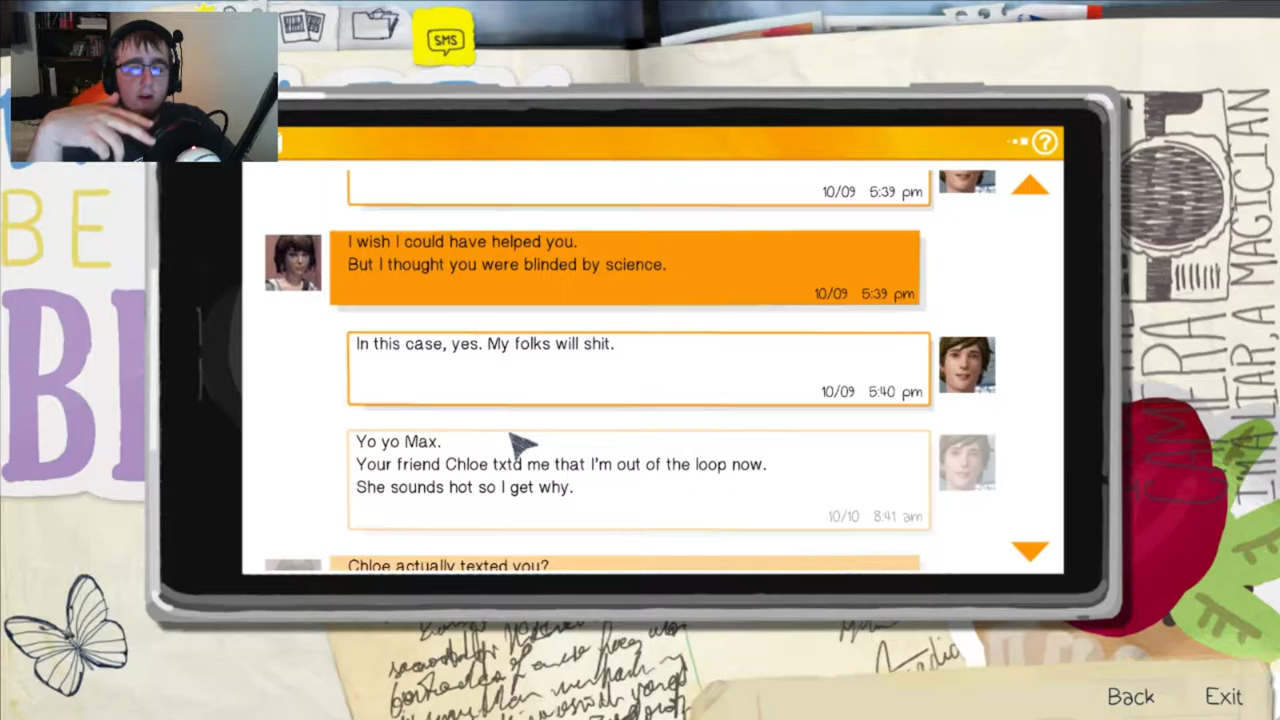 SMS
10/09 5:39 pm
I wish I could have helped you.
But I thought you were blinded by science.
10/09 5:39 pm
In this case, yes. My folks will shit.
10/09 5:40 pm
Yo yo Max.
Your friend Chloe txtd me that I'm out of the loop now.
She sounds hot so I get why.
10/10 8:41 am
Chloe actually texted you?
BE
CAMERA
LIAR, A MAGICIAN
Back
Exit